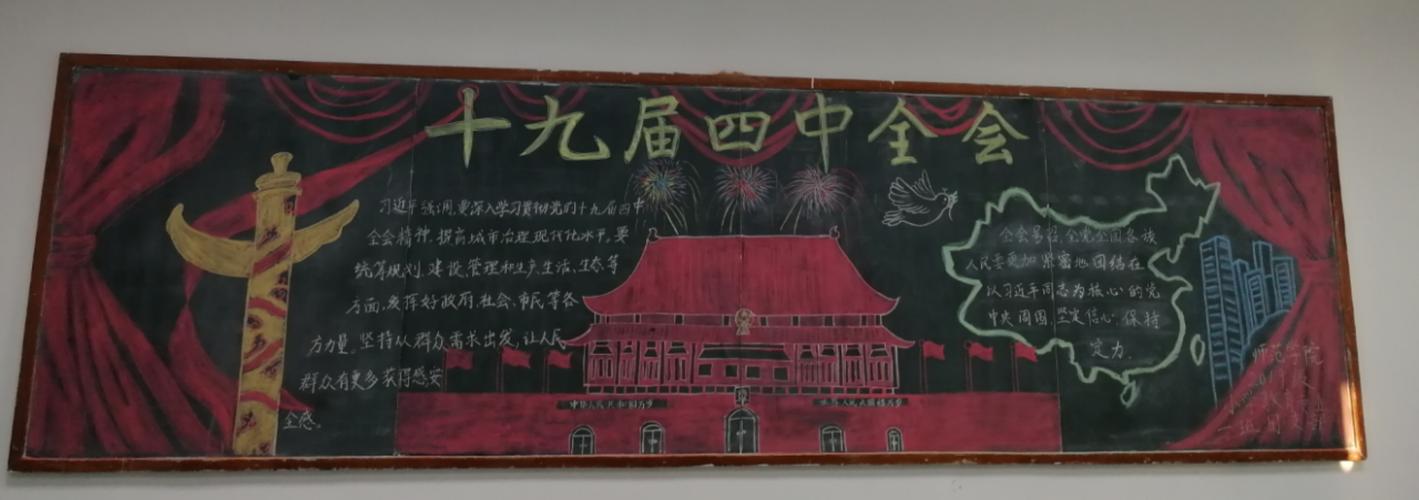 十九届四中全会
习近平强调,要深入学习贯彻党的十九届四中
全会精神,提高城市治理现代化水平,要
统筹规划、建设、管理和生产、生活、生态等
方面,发挥好政府、社会、市民等各
方力量。坚持从群众需求出发,让人民
群众有更多获得感安
全感。
中华人民共和国万岁
世界人民大团结万岁
全会号召,全党全国各族
人民要更加紧密地团结在
以习近平同志为核心的党
中央周围,坚定信心,保持
定力.
师范学院